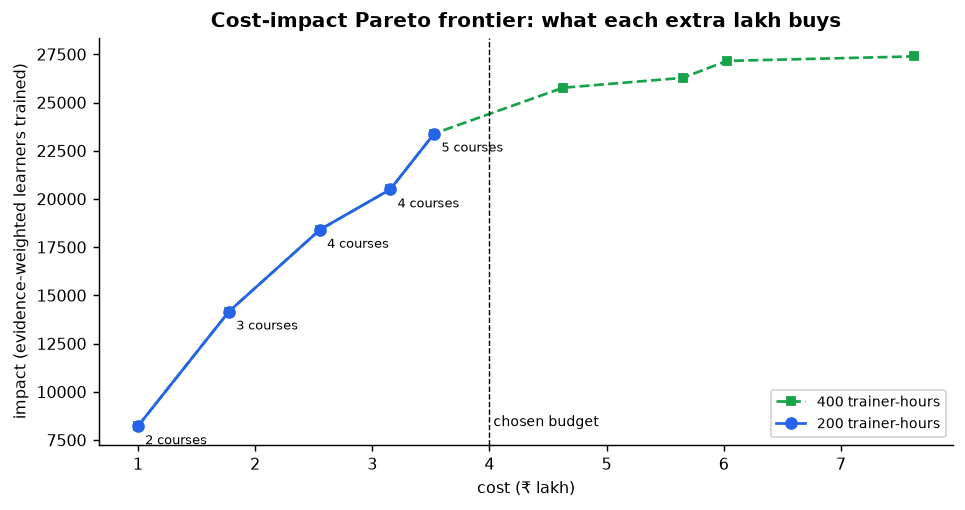 Cost-impact Pareto frontier: what each extra lakh buys
impact (evidence-weighted learners trained)
27500
25000
22500
20000
17500
15000
12500
10000
7500
5 courses
4 courses
4 courses
3 courses
2 courses
chosen budget
400 trainer-hours
200 trainer-hours
1 2 3 4 5 6 7
cost (₹ lakh)